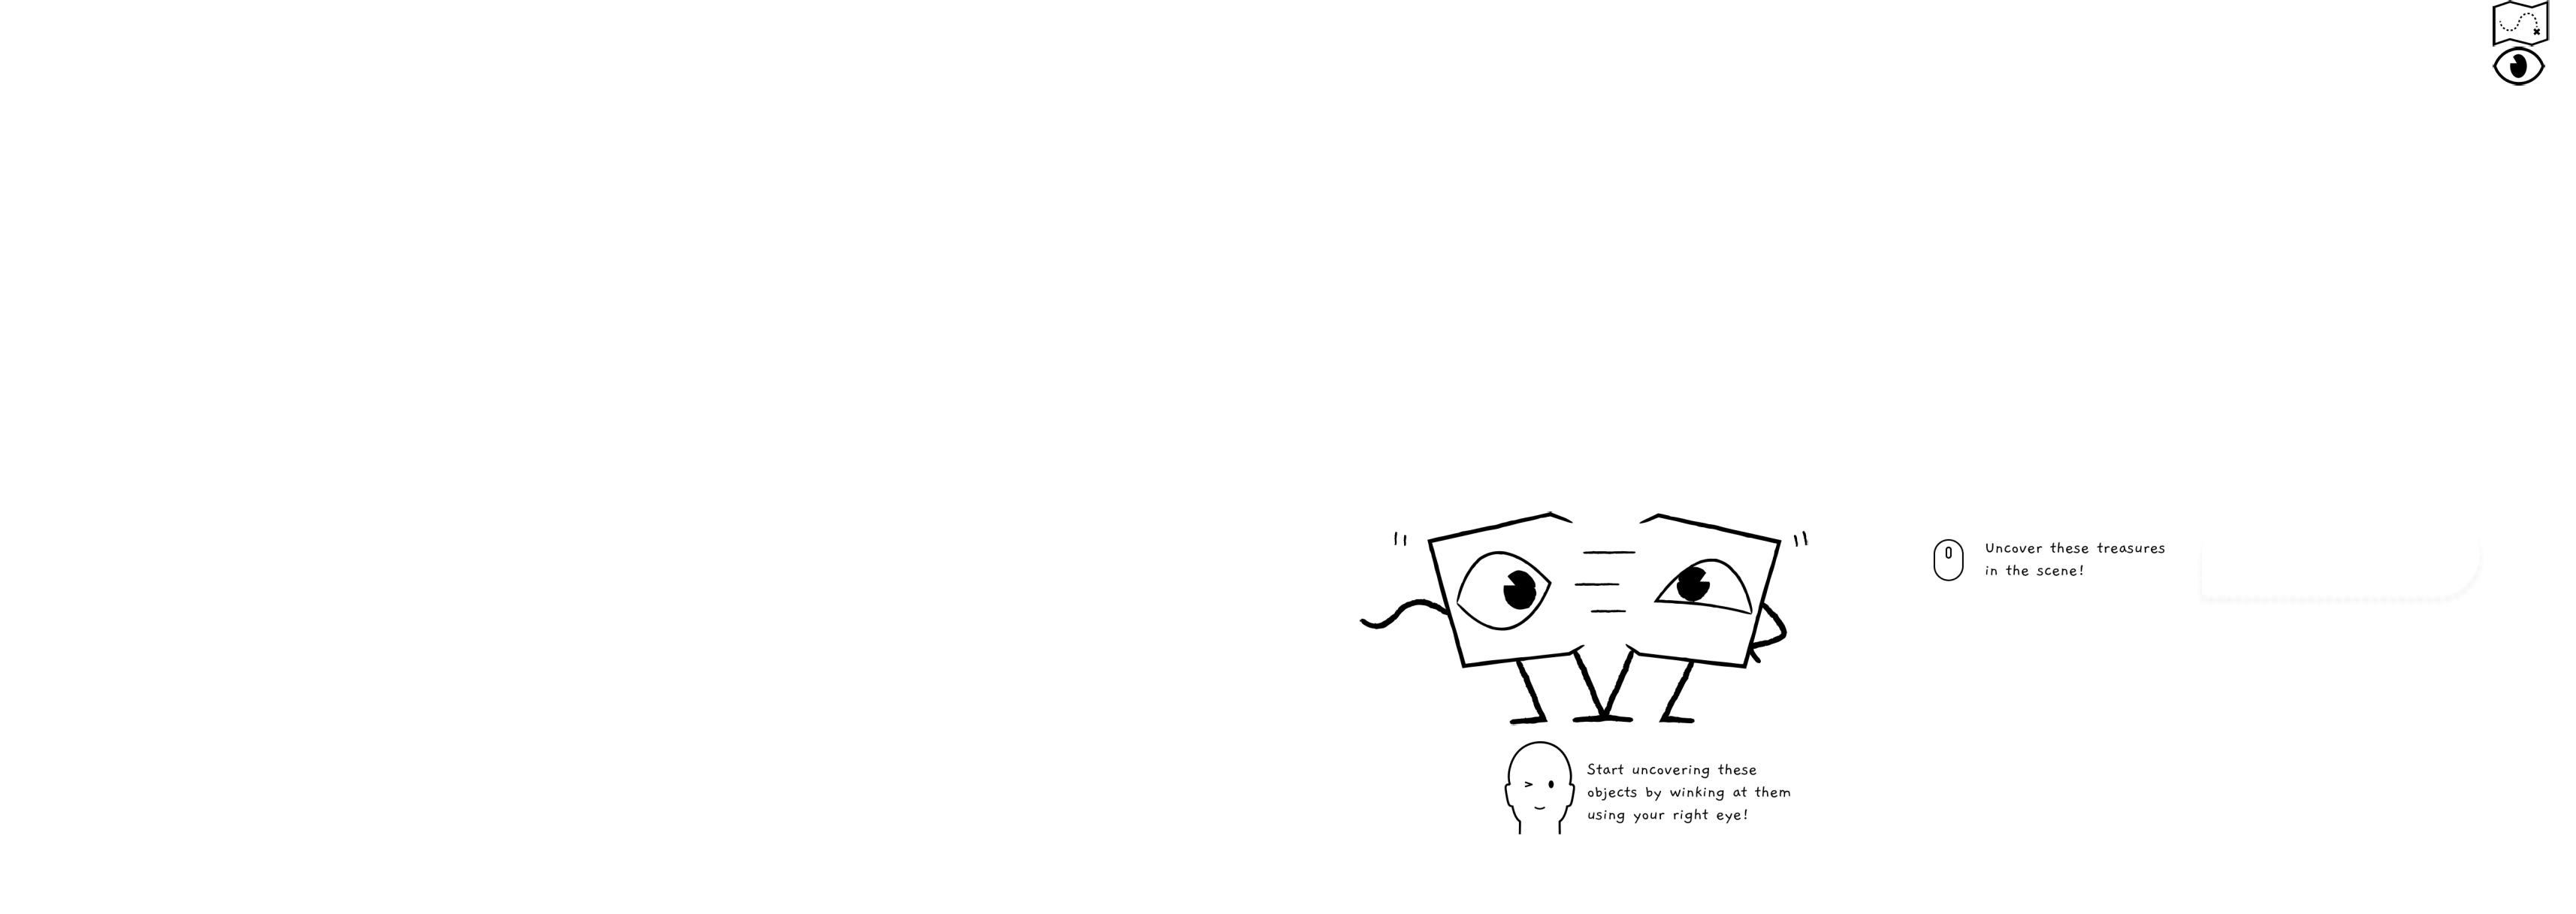 Uncover these treasures
in the scene!
Start uncovering these
objects by winking at them
using your right eye!